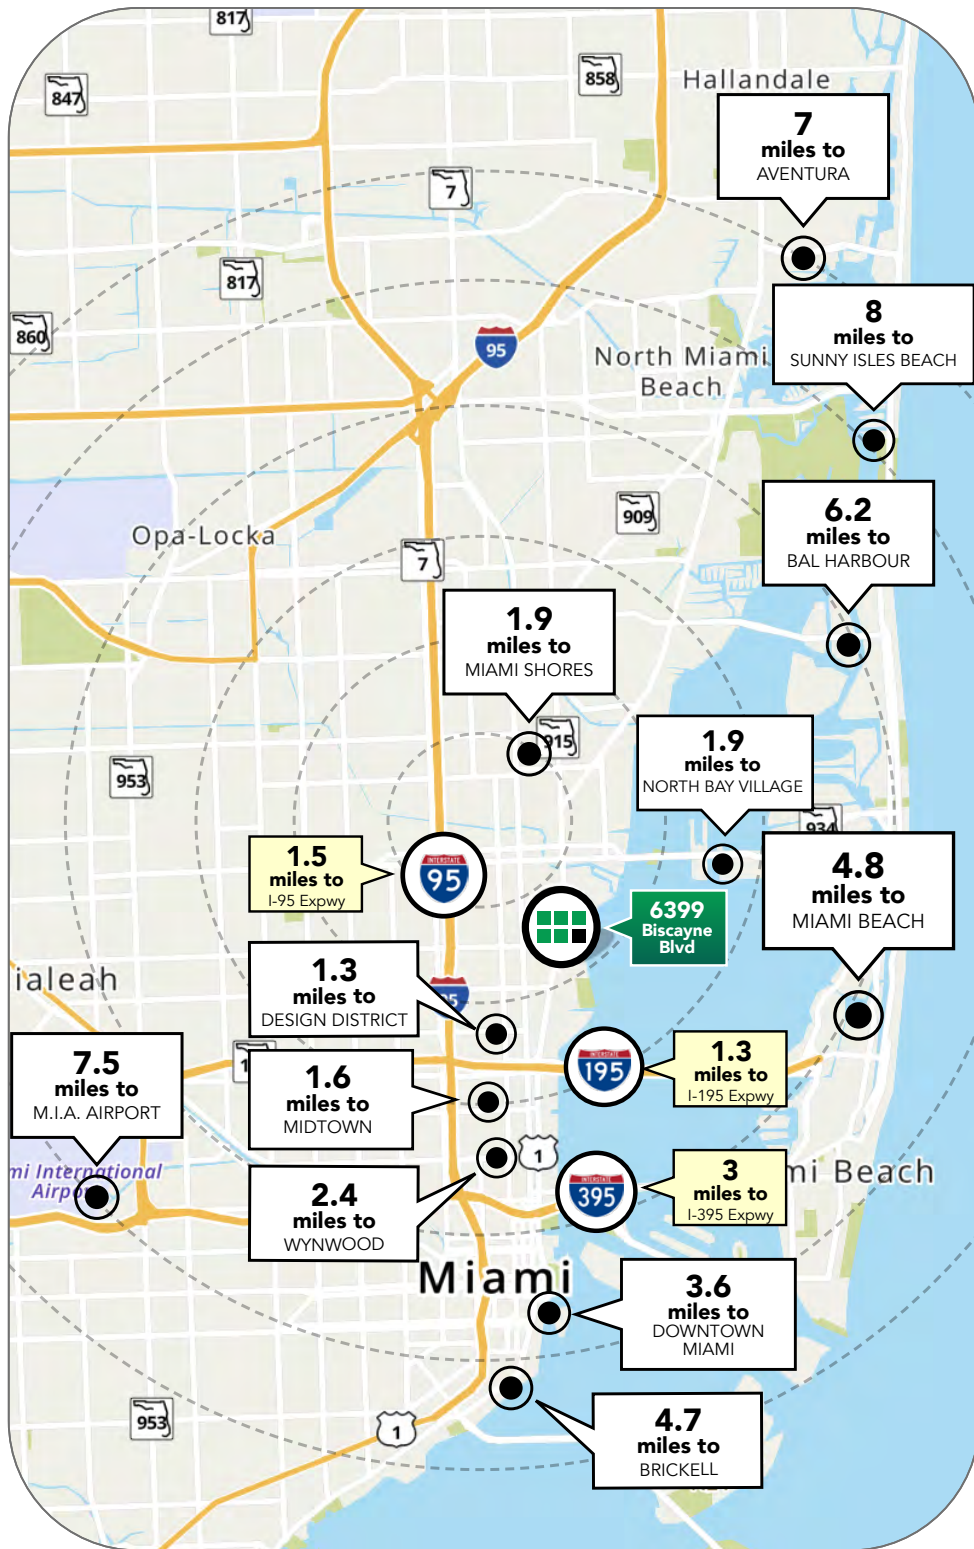 817
847
858
Hallandale
7
miles to
AVENTURA
7
817
8
miles to
SUNNY ISLES BEACH
860
95
North Miami
Beach
6.2
miles to
BAL HARBOUR
909
Opa-Locka
7
1.9
miles to
MIAMI SHORES
915
1.9
miles to
NORTH BAY VILLAGE
953
934
1.5
miles to
I-95 Expwy
INTERSTATE
95
4.8
miles to
MIAMI BEACH
6399
Biscayne
Blvd
1.3
miles to
DESIGN DISTRICT
ialeah
95
7.5
miles to
M.I.A. AIRPORT
1
1.6
miles to
MIDTOWN
INTERSTATE
195
1.3
miles to
I-195 Expwy
1
mi International
Airport
2.4
miles to
WYNWOOD
INTERSTATE
395
3
miles to
I-395 Expwy
mi Beach
Miami
3.6
miles to
DOWNTOWN
MIAMI
953
1
4.7
miles to
BRICKELL